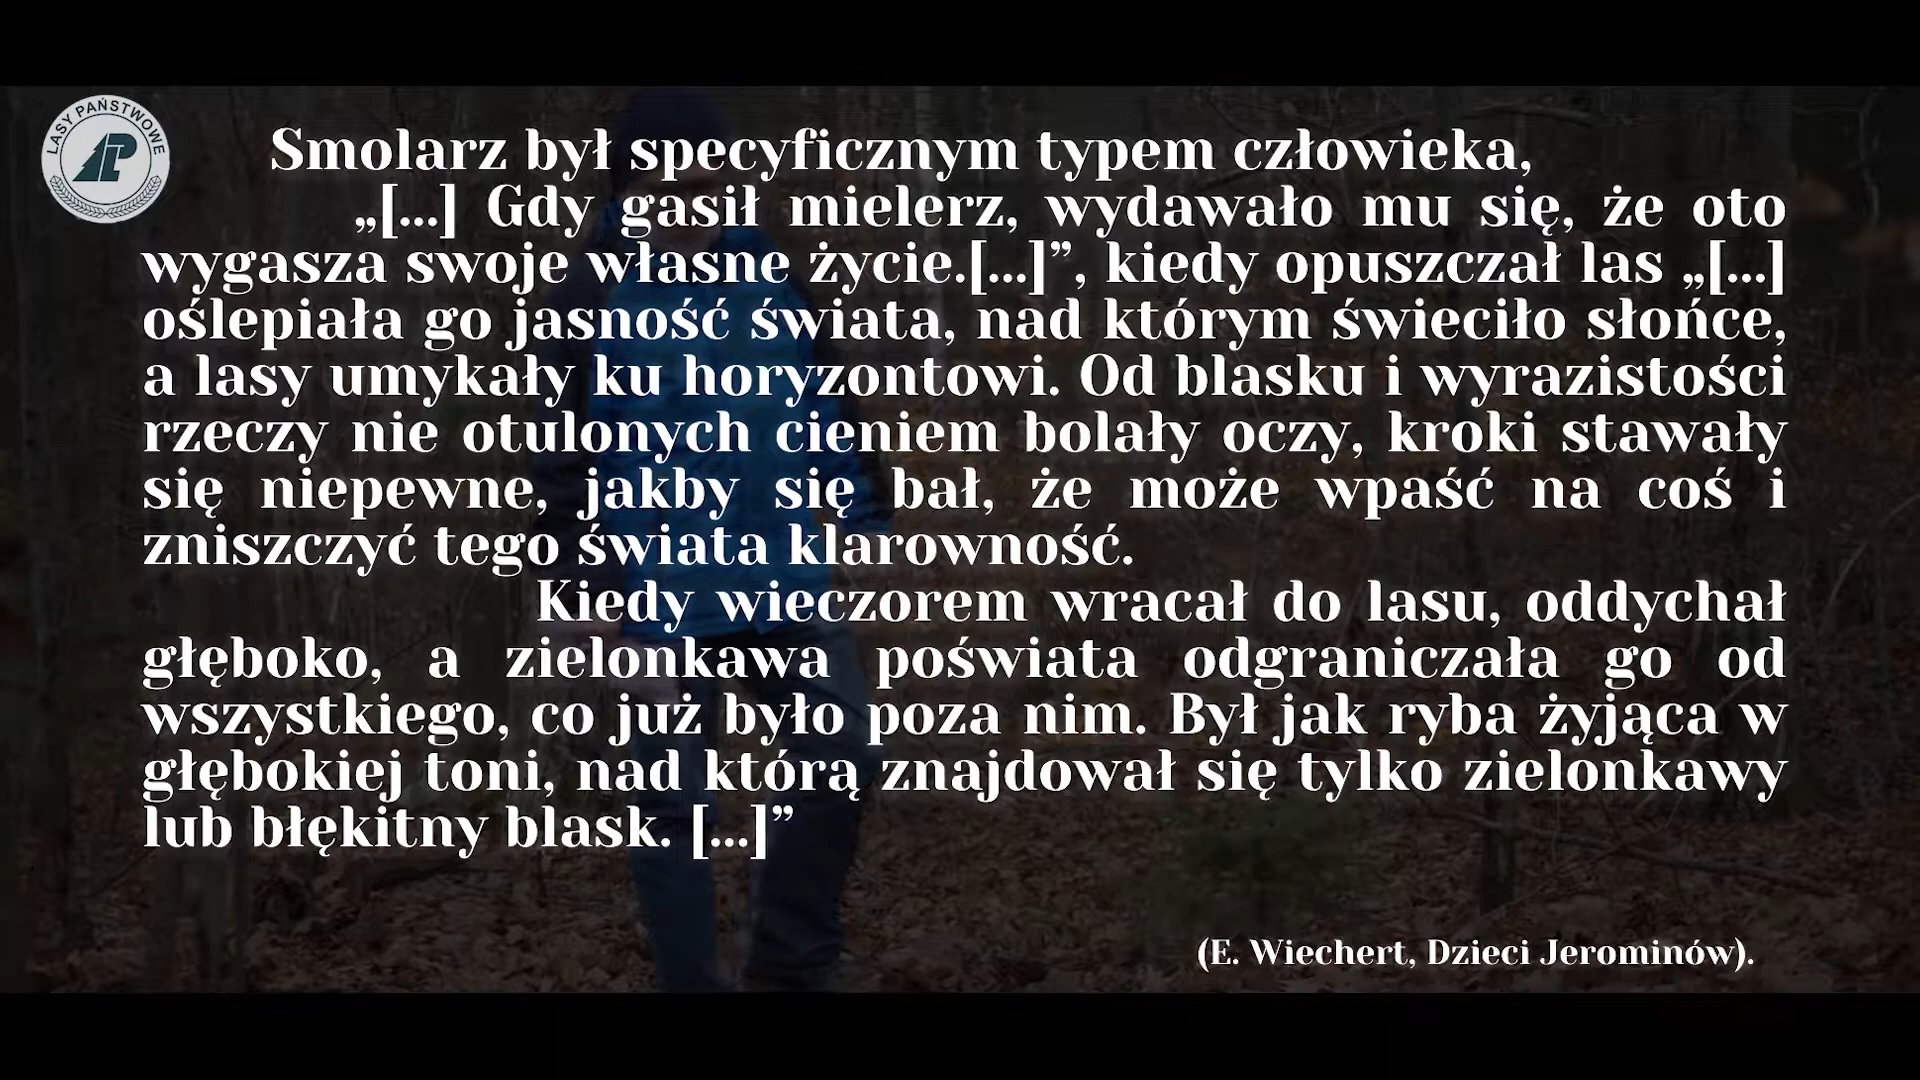 LASY PAŃSTWOWE
Smolarz był specyficznym typem człowieka,
„[...] Gdy gasił mielerz, wydawało mu się, że oto
wygasza swoje własne życie.[...]”, kiedy opuszczał las „[...]
oślepiała go jasność świata, nad którym świeciło słońce,
a lasy umykały ku horyzontowi. Od blasku i wyrazistości
rzeczy nie otulonych cieniem bolały oczy, kroki stawały
się niepewne, jakby się bał, że może wpaść na coś i
zniszczyć tego świata klarowność.
Kiedy wieczorem wracał do lasu, oddychał
głęboko, a zielonkawa poświata odgraniczała go od
wszystkiego, co już było poza nim. Był jak ryba żyjąca w
głębokiej toni, nad którą znajdował się tylko zielonkawy
lub błękitny blask. [...]”
(E. Wiechert, Dzieci Jerominów).